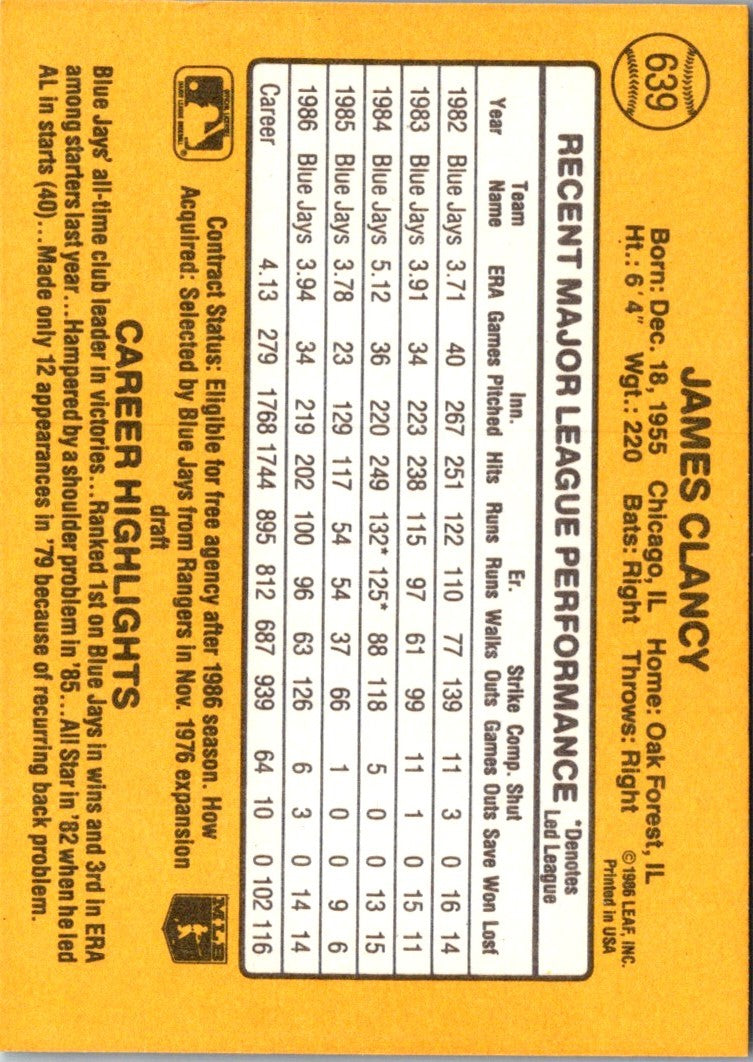 639
JAMES CLANCY
Born: Dec. 18, 1955 Chicago, IL Home: Oak Forest, IL
Ht.: 6' 4" Wgt.: 220 Bats: Right Throws: Right
© 1986 LEAF, INC.
Printed in USA
RECENT MAJOR LEAGUE PERFORMANCE *Denotes
Led League
Team Inn. Er. Strike Comp. Shut
Year Name ERA Games Pitched Hits Runs Runs Walks Outs Games Outs Save Won Lost
1982 Blue Jays 3.71 40 267 251 122 110 77 139 11 3 0 16 14
1983 Blue Jays 3.91 34 223 238 115 97 61 99 11 1 0 15 11
1984 Blue Jays 5.12 36 220 249 132* 125* 88 118 5 0 0 13 15
1985 Blue Jays 3.78 23 129 117 54 54 37 66 1 0 0 9 6
1986 Blue Jays 3.94 34 219 202 100 96 63 126 6 3 0 14 14
Career 4.13 279 1768 1744 895 812 687 939 64 10 0 102 116
Contract Status: Eligible for free agency after 1986 season. How
Acquired: Selected by Blue Jays from Rangers in Nov. 1976 expansion
draft
MLB
CAREER HIGHLIGHTS
Blue Jays' all-time club leader in victories...Ranked 1st on Blue Jays in wins and 3rd in ERA
among starters last year...Hampered by a shoulder problem in '85...All Star in '82 when he led
AL in starts (40)...Made only 12 appearances in '79 because of recurring back problem.